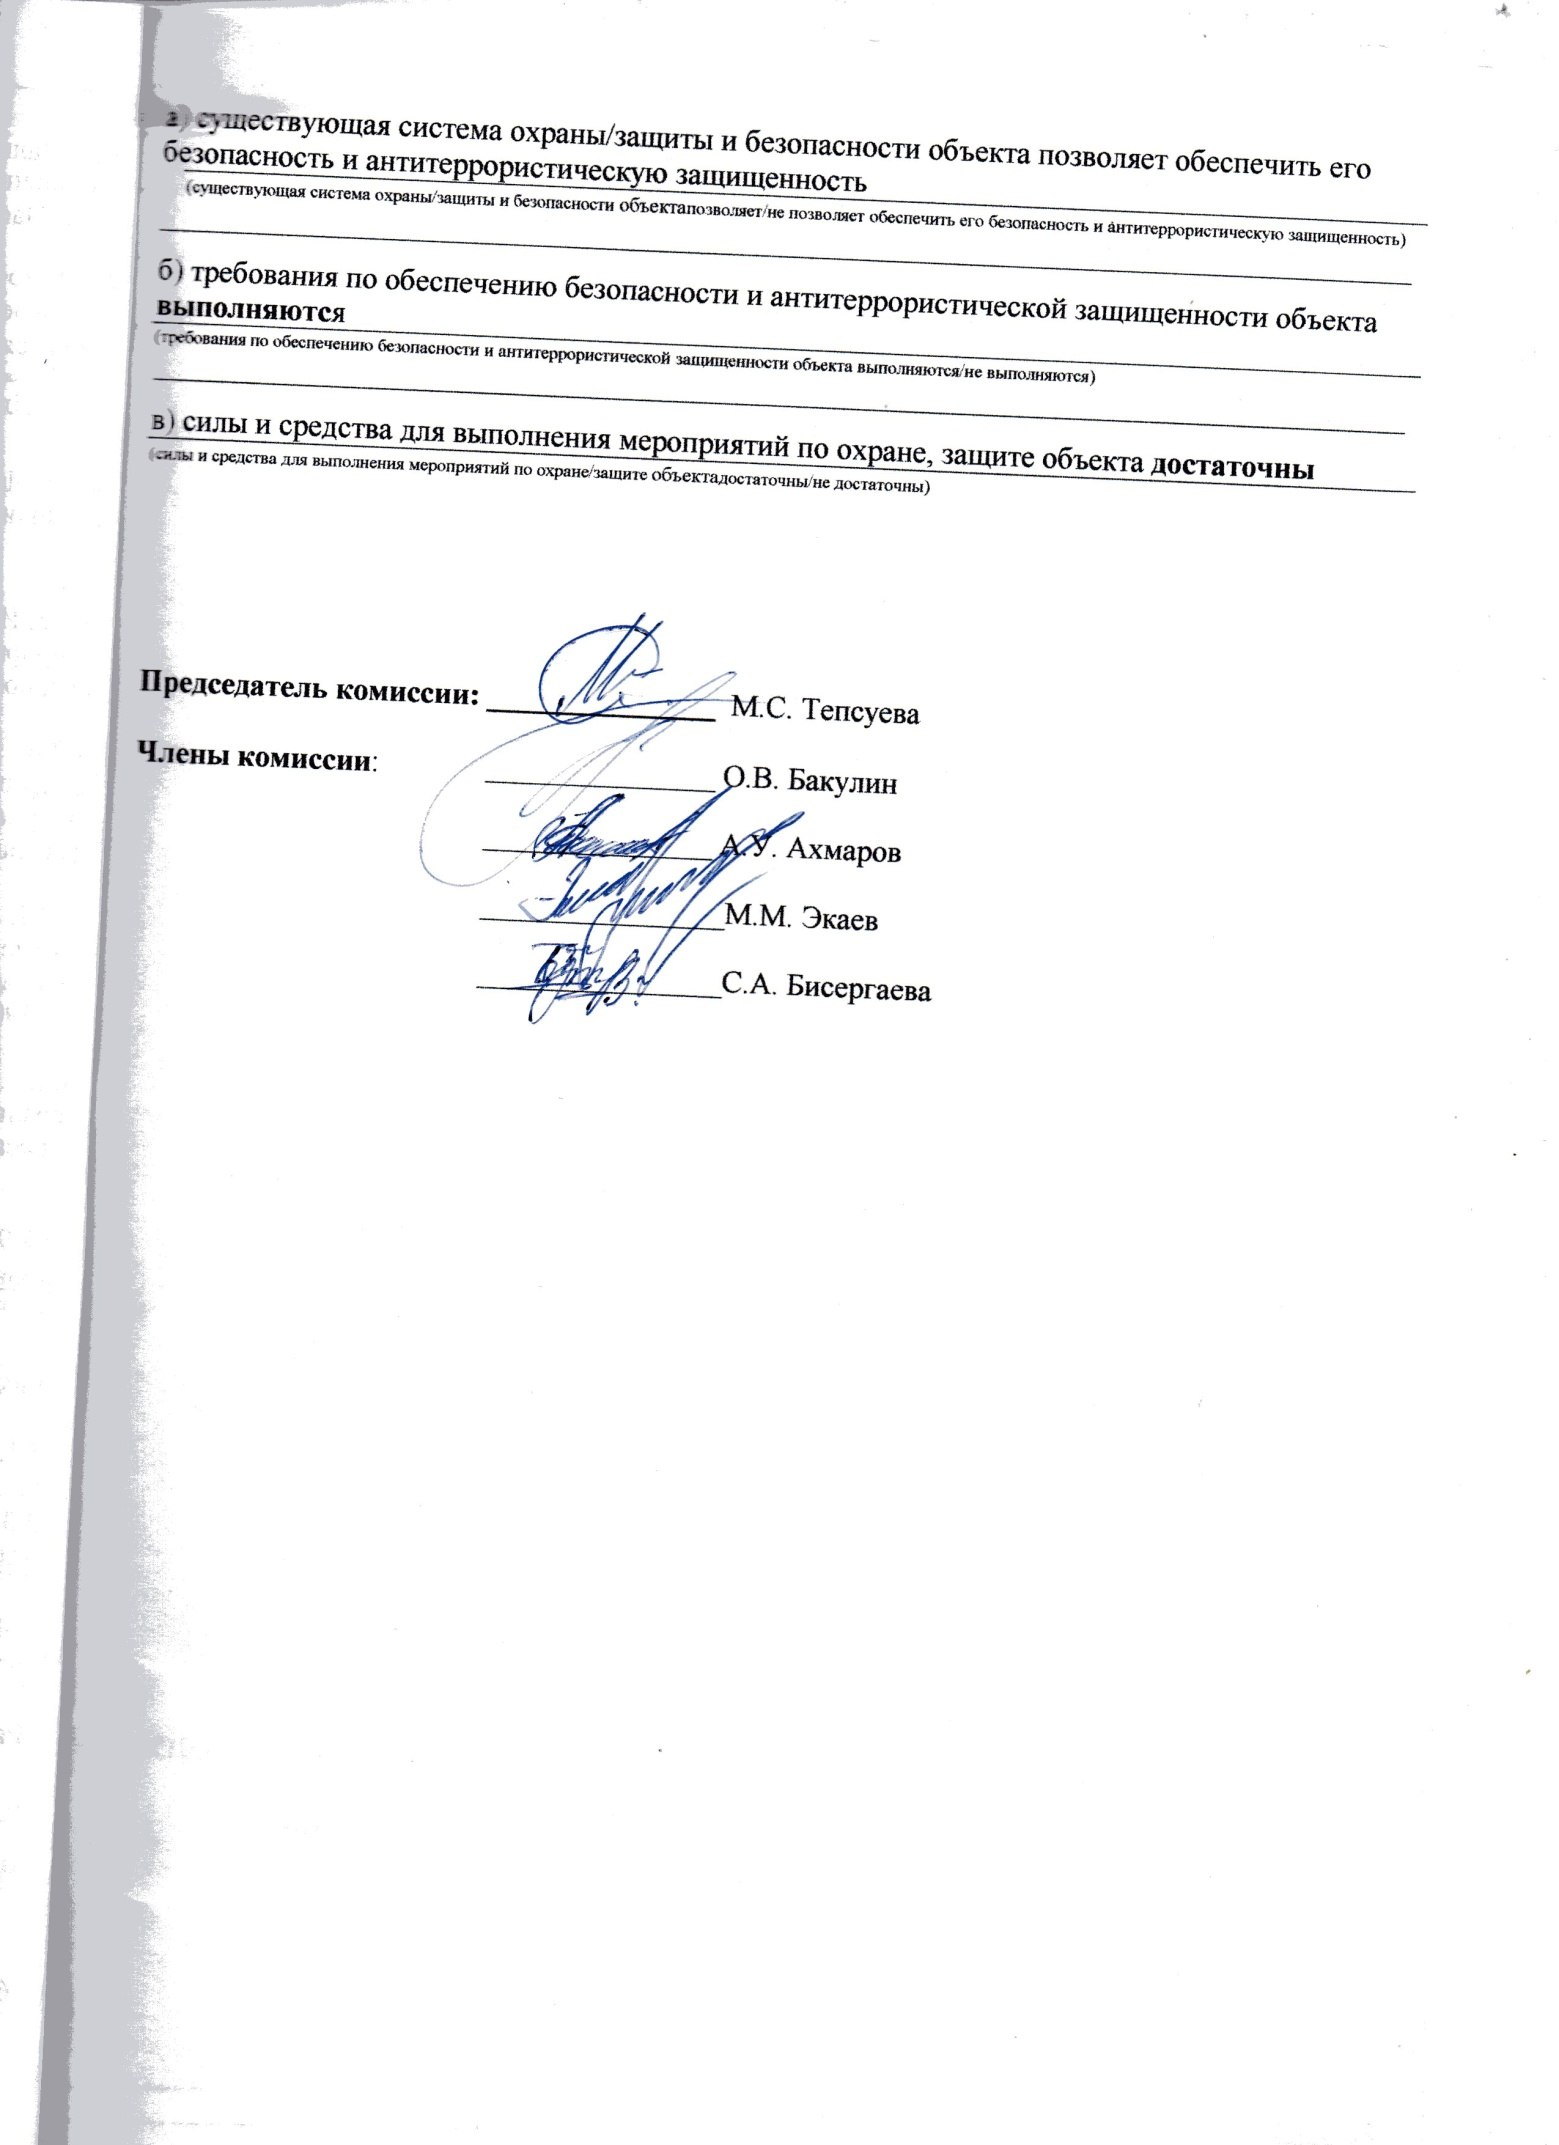 а) существующая система охраны/защиты и безопасности объекта позволяет обеспечить его
безопасность и антитеррористическую защищенность
(существующая система охраны/защиты и безопасности объектапозволяет/не позволяет обеспечить его безопасность и антитеррористическую защищенность)
б) требования по обеспечению безопасности и антитеррористической защищенности объекта
выполняются
(требования по обеспечению безопасности и антитеррористической защищенности объекта выполняются/не выполняются)
в) силы и средства для выполнения мероприятий по охране, защите объекта достаточны
(силы и средства для выполнения мероприятий по охране/защите объектадостаточны/не достаточны)
Председатель комиссии: М.С. Тепсуева
Члены комиссии:
О.В. Бакулин
А.У. Ахмаров
М.М. Экаев
С.А. Бисергаева